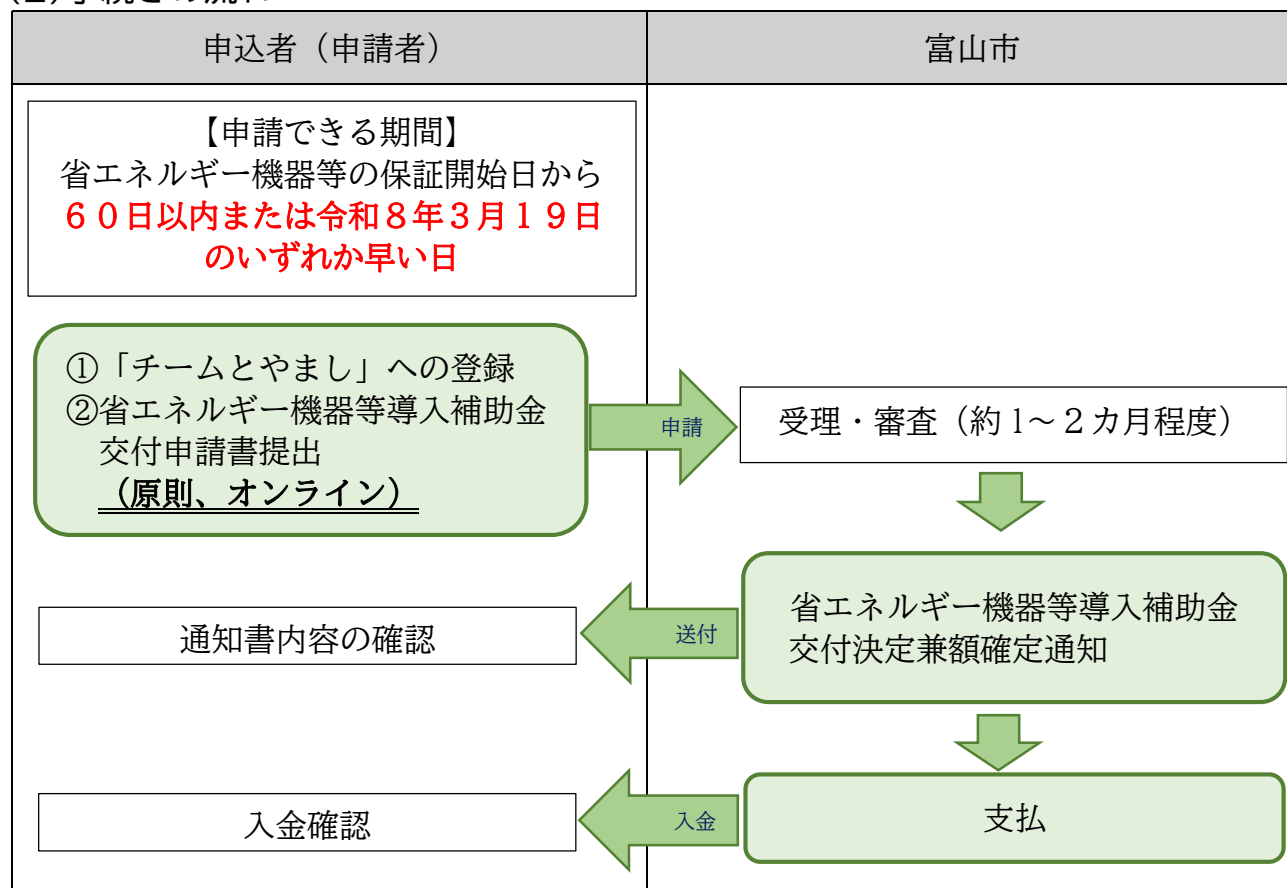 申込者（申請者）
富山市
【申請できる期間】
省エネルギー機器等の保証開始日から
６０日以内または令和８年３月１９日
のいずれか早い日
①「チームとやまし」への登録
②省エネルギー機器等導入補助金
交付申請書提出
（原則、オンライン）
申請
受理・審査（約1～２カ月程度）
省エネルギー機器等導入補助金
交付決定兼額確定通知
送付
通知書内容の確認
支払
入金
入金確認